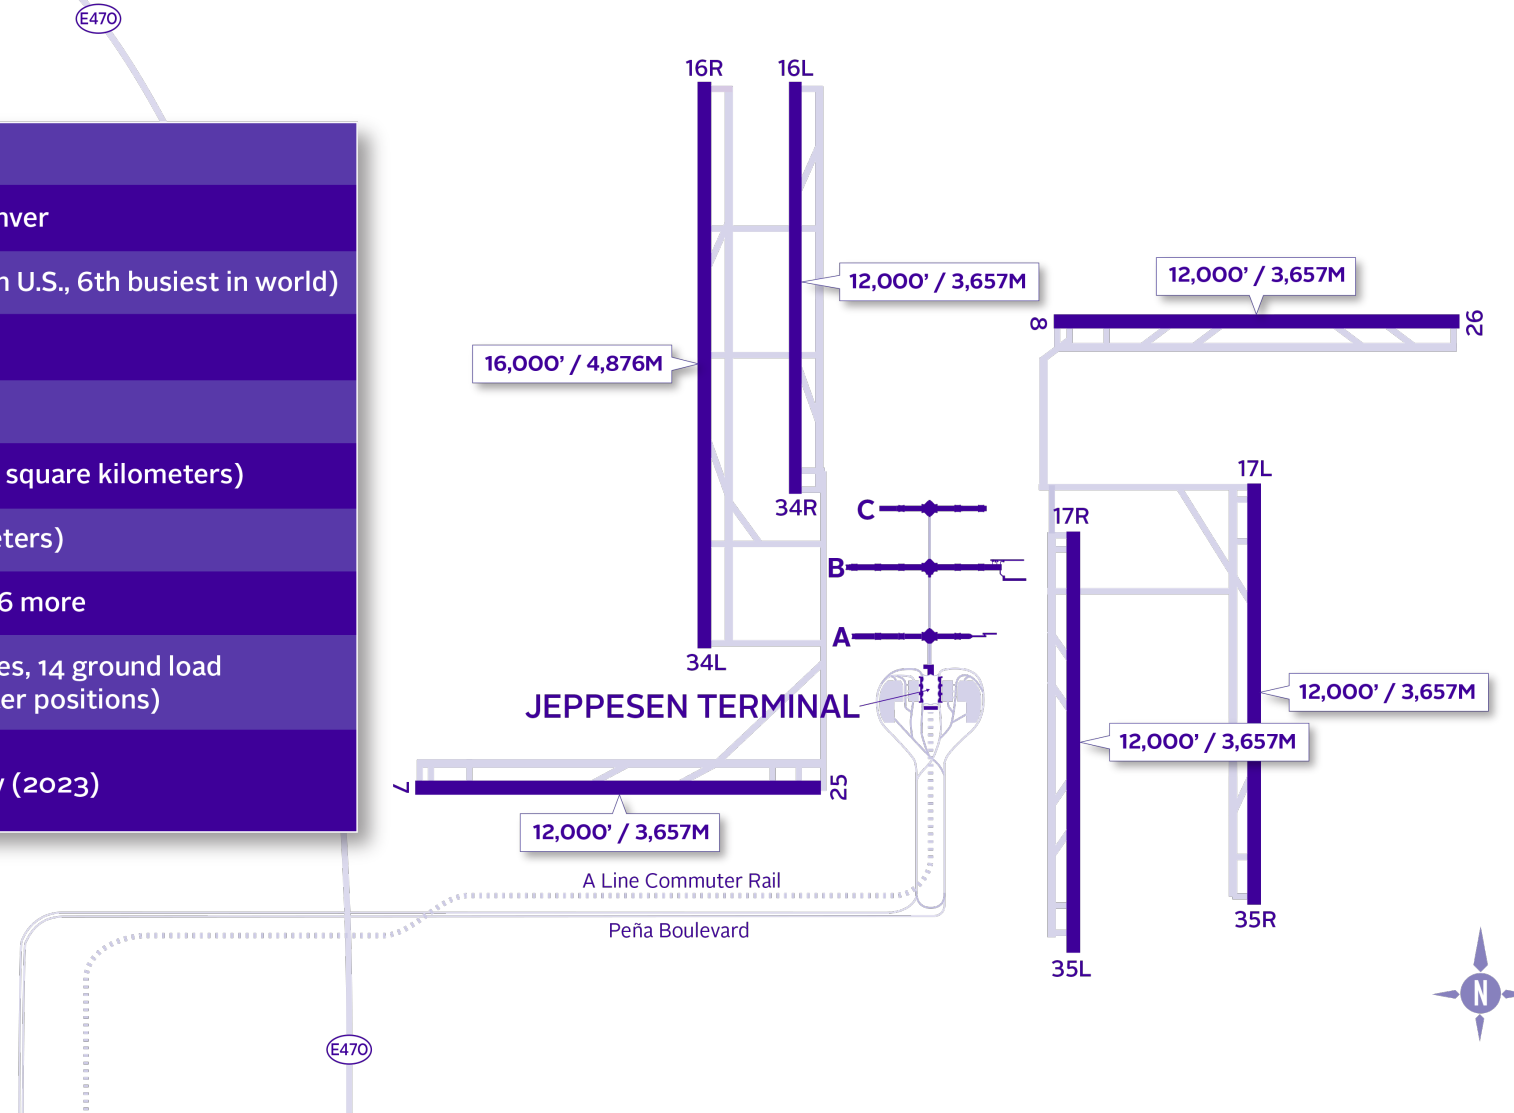 E470
nver
n U.S., 6th busiest in world)
square kilometers)
eters)
6 more
es, 14 ground load
er positions)
y (2023)
16R
16L
12,000’ / 3,657M
16,000’ / 4,876M
34R
34L
12,000’ / 3,657M
8
26
C
B
A
JEPPESEN TERMINAL
17L
17R
12,000’ / 3,657M
12,000’ / 3,657M
35R
35L
7
25
12,000’ / 3,657M
A Line Commuter Rail
Peña Boulevard
E470
N